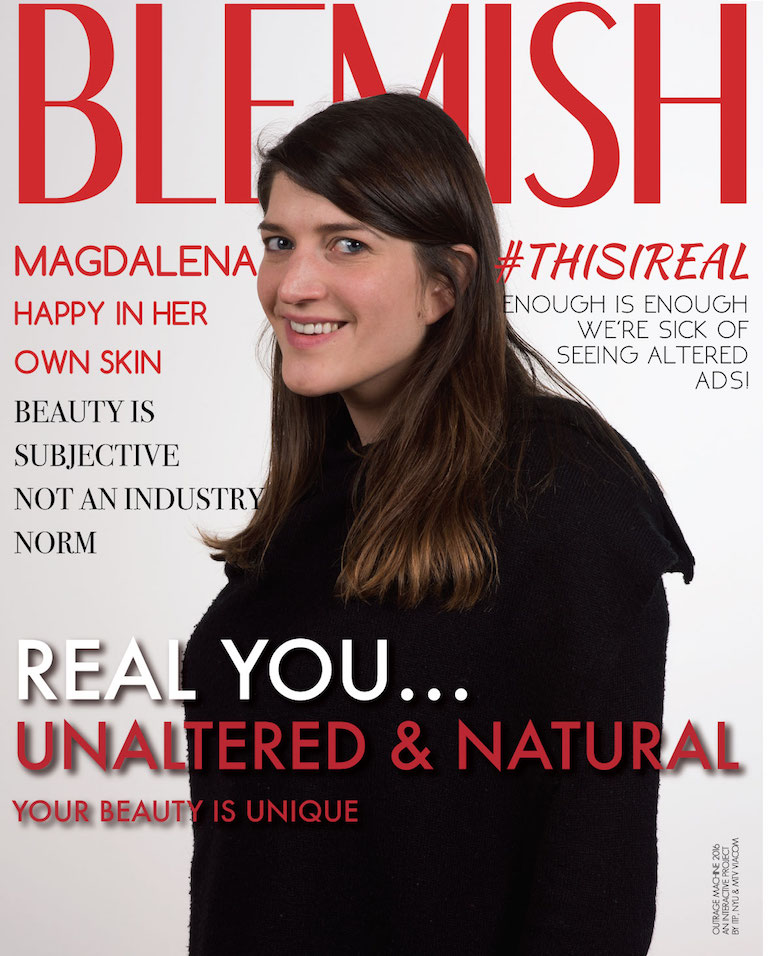 BLEMISH
MAGDALENA
HAPPY IN HER
OWN SKIN
BEAUTY IS
SUBJECTIVE
NOT AN INDUSTRY
NORM
#THISIREAL
ENOUGH IS ENOUGH
WE'RE SICK OF
SEEING ALTERED
ADS!
REAL YOU...
UNALTERED & NATURAL
YOUR BEAUTY IS UNIQUE
OUTRAGE MACHINE 2016
AN INTERACTIVE PROJECT
BY ITP, NYU & MTV VIACOM